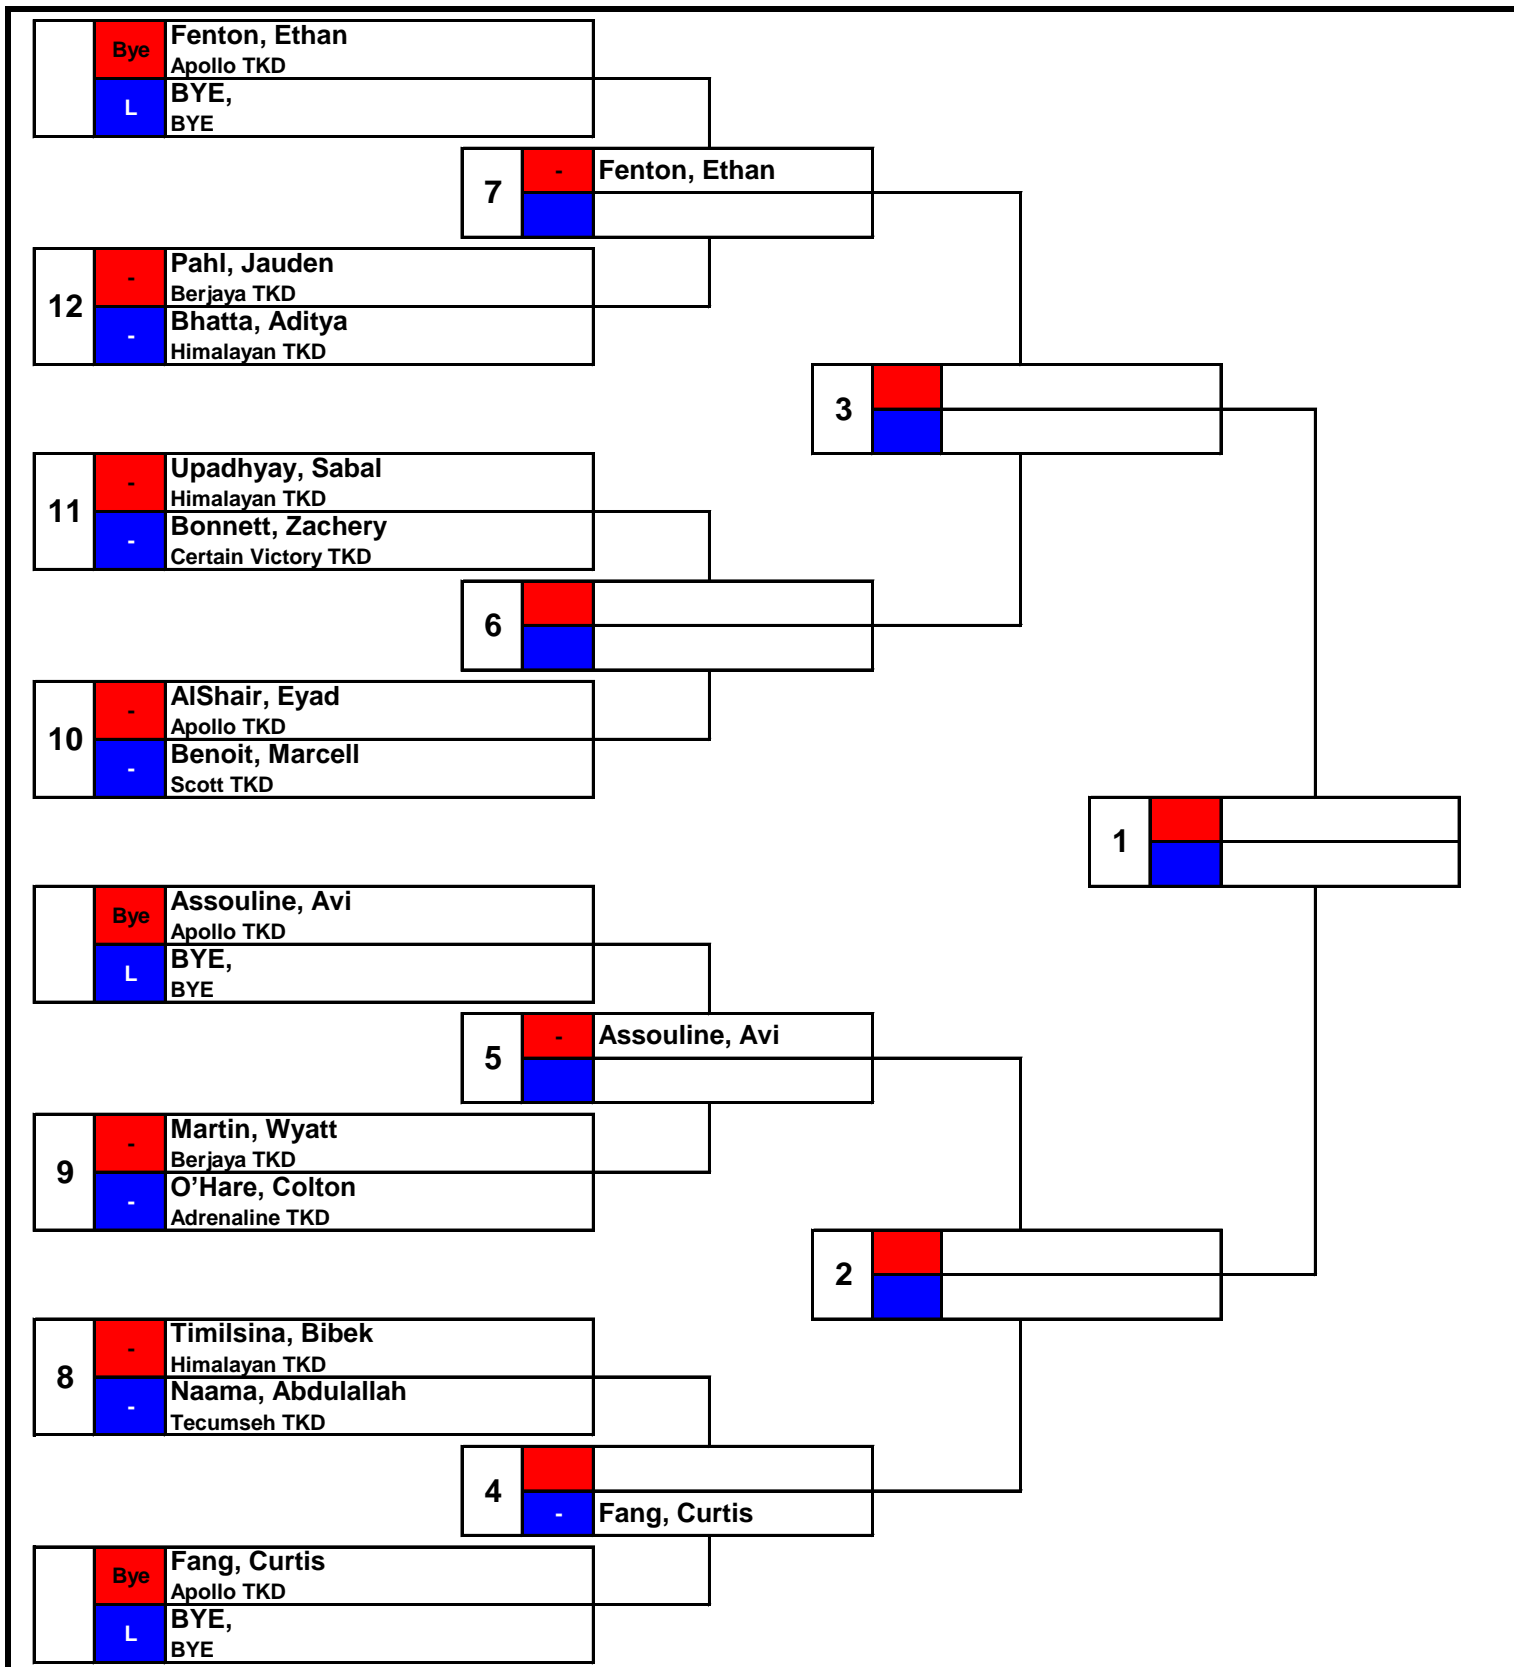 Bye
Fenton, Ethan
Apollo TKD
L
BYE,
BYE
7
-
Fenton, Ethan
12
-
Pahl, Jauden
Berjaya TKD
-
Bhatta, Aditya
Himalayan TKD
3
11
-
Upadhyay, Sabal
Himalayan TKD
-
Bonnett, Zachery
Certain Victory TKD
6
10
-
AlShair, Eyad
Apollo TKD
-
Benoit, Marcell
Scott TKD
1
Bye
Assouline, Avi
Apollo TKD
L
BYE,
BYE
5
-
Assouline, Avi
9
-
Martin, Wyatt
Berjaya TKD
-
O’Hare, Colton
Adrenaline TKD
2
8
-
Timilsina, Bibek
Himalayan TKD
-
Naama, Abdulallah
Tecumseh TKD
4
-
Fang, Curtis
Bye
Fang, Curtis
Apollo TKD
L
BYE,
BYE